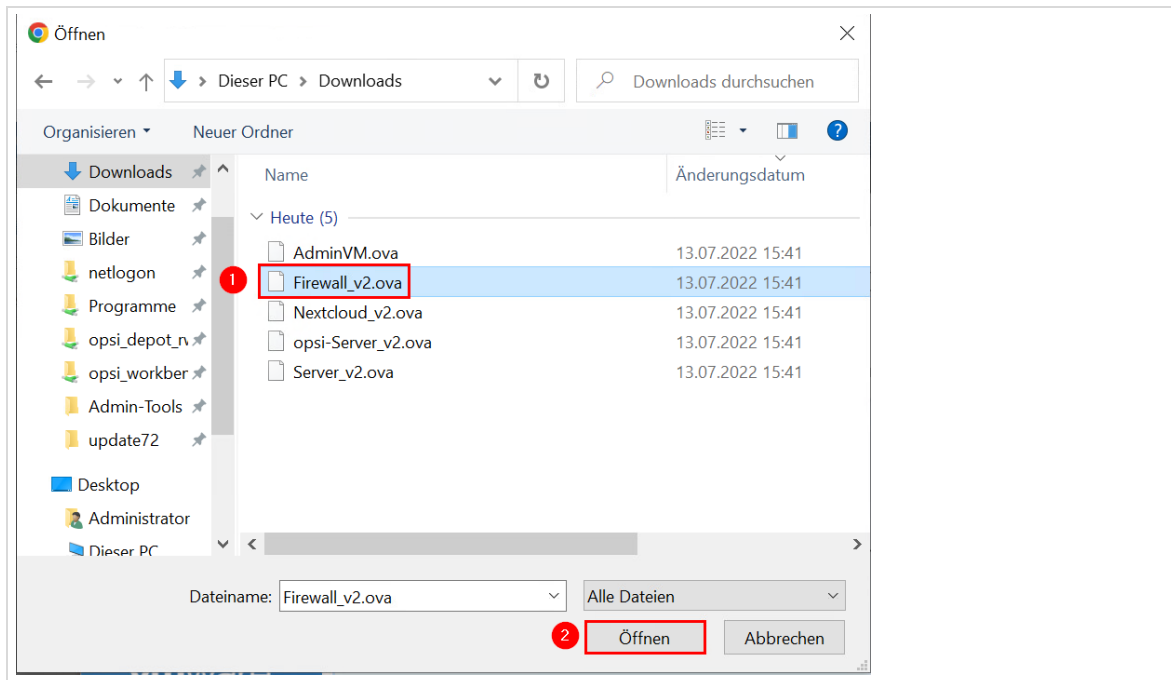 Öffnen
Dieser PC > Downloads
Downloads durchsuchen
Organisieren
Neuer Ordner
?
Downloads
Dokumente
Bilder
netlogon
Programme
opsi_depot_rv
opsi_workber
Admin-Tools
update72
Desktop
Administrator
Dieser PC
Name
Änderungsdatum
Heute (5)
AdminVM.ova 13.07.2022 15:41
1 Firewall_v2.ova 13.07.2022 15:41
Nextcloud_v2.ova 13.07.2022 15:41
opsi-Server_v2.ova 13.07.2022 15:41
Server_v2.ova 13.07.2022 15:41
Dateiname: Firewall_v2.ova
Alle Dateien
2 Öffnen
Abbrechen